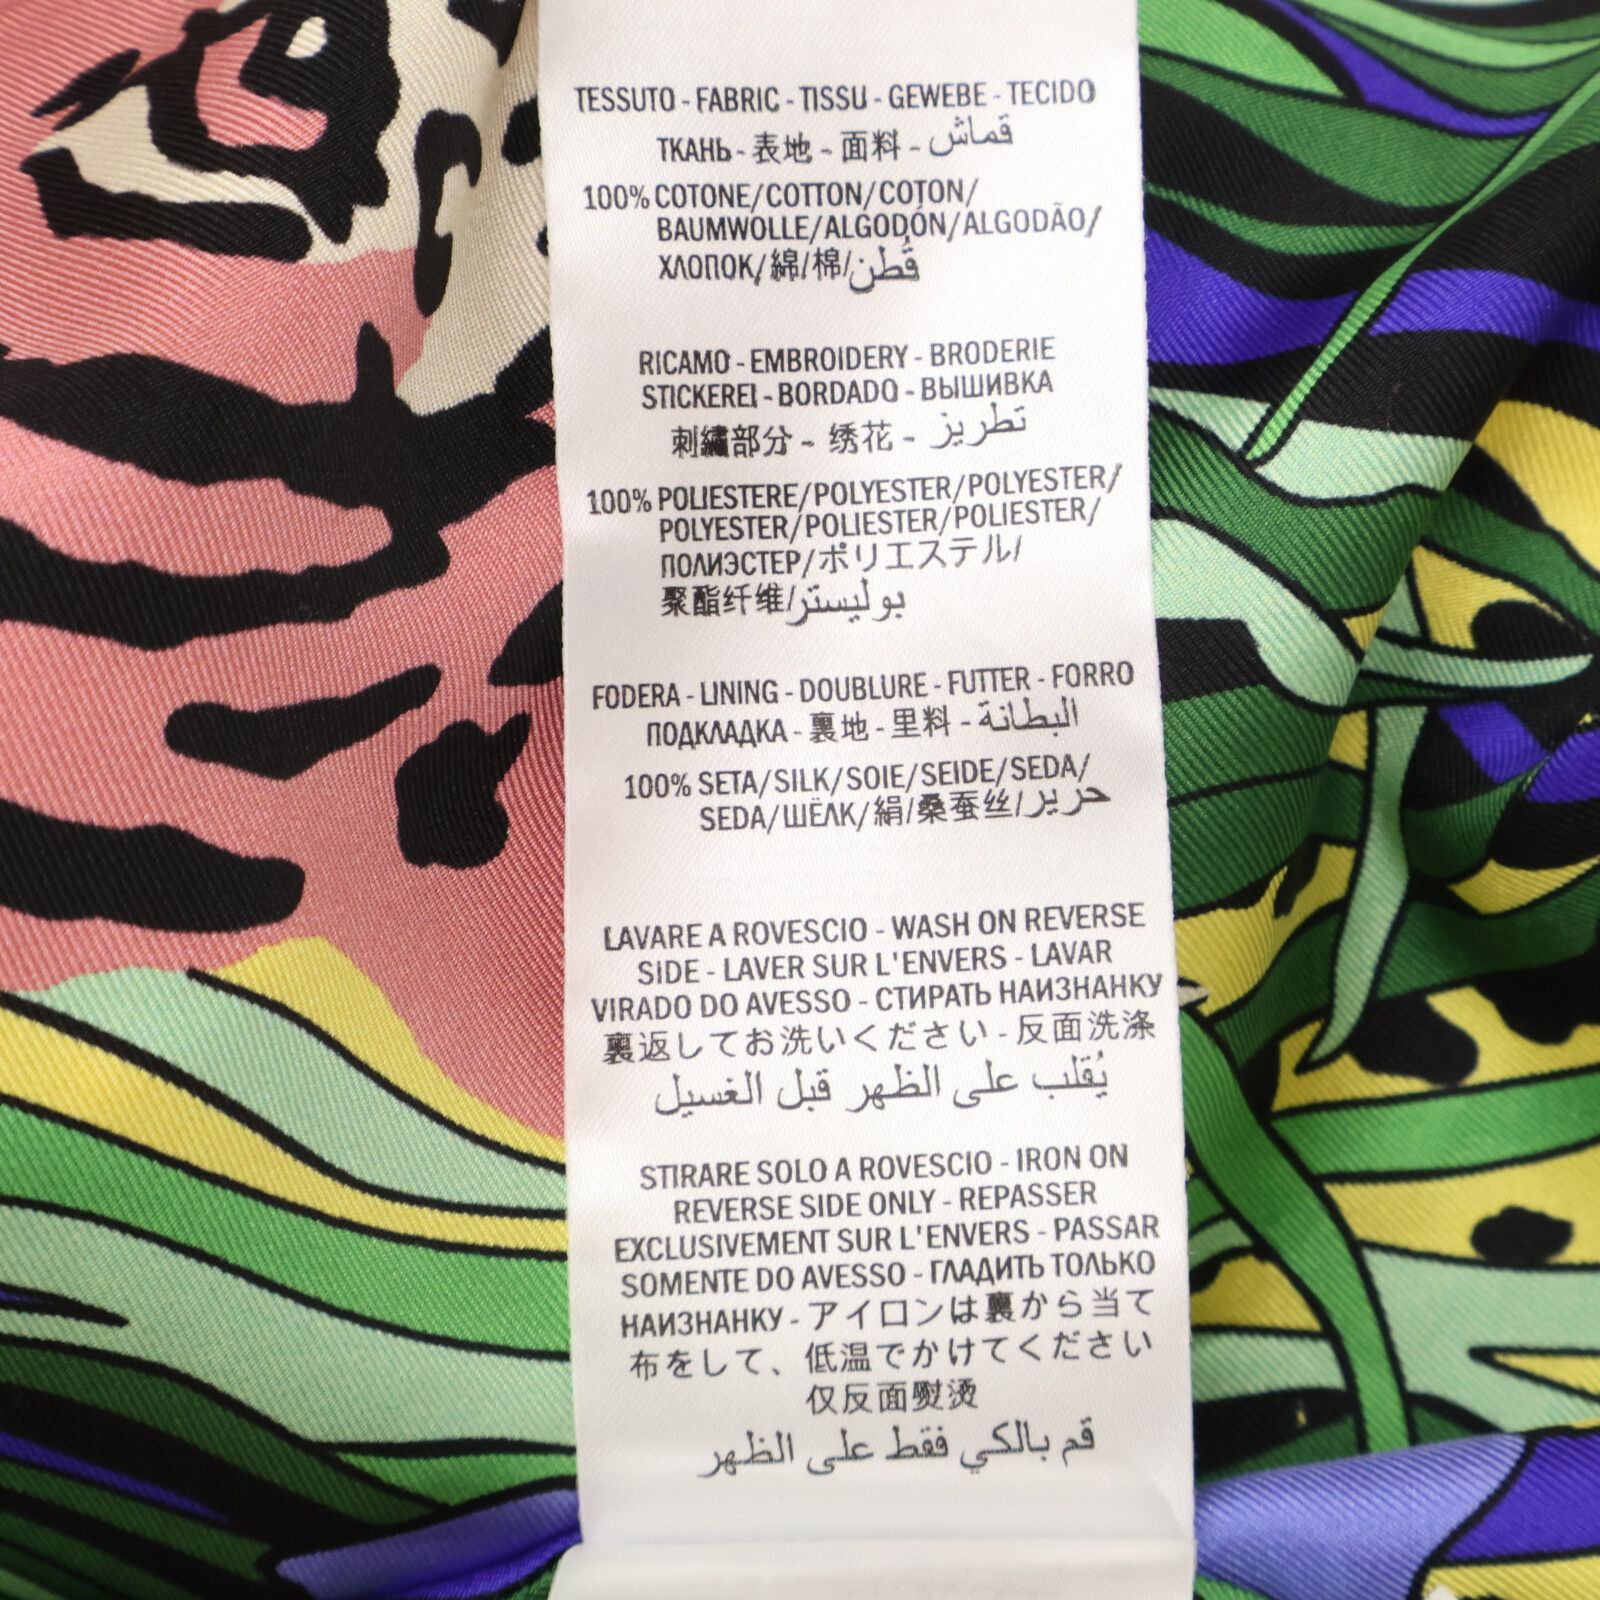 TESSUTO - FABRIC - TISSU - GEWEBE - TECIDO
ТКАНЬ - 表地 - 面料 - قماش
100% COTONE/COTTON/COTON/
BAUMWOLLE/ALGODÓN/ALGODÃO/
ХЛОПОК/綿/棉/قُطن
RICAMO - EMBROIDERY - BRODERIE
STICKEREI - BORDADO - ВЫШИВКА
刺繍部分 - 绣花 - تطريز
100% POLIESTERE/POLYESTER/POLYESTER/
POLYESTER/POLIESTER/POLIESTER/
ПОЛИЭСТЕР/ポリエステル/
聚酯纤维/بوليستر
FODERA - LINING - DOUBLURE - FUTTER - FORRO
ПОДКЛАДКА - 裏地 - 里料 - البطانة
100% SETA/SILK/SOIE/SEIDE/SEDA/
SEDA/ШЁЛК/絹/桑蚕丝/حرير
LAVARE A ROVESCIO - WASH ON REVERSE
SIDE - LAVER SUR L'ENVERS - LAVAR
VIRADO DO AVESSO - СТИРАТЬ НАИЗНАНКУ
裏返してお洗いください - 反面洗涤
يُقلب على الظهر قبل الغسيل
STIRARE SOLO A ROVESCIO - IRON ON
REVERSE SIDE ONLY - REPASSER
EXCLUSIVEMENT SUR L'ENVERS - PASSAR
SOMENTE DO AVESSO - ГЛАДИТЬ ТОЛЬКО
НАИЗНАНКУ - アイロンは裏から当て
布をして、低温でかけてください
仅反面熨烫
قم بالكي فقط على الظهر